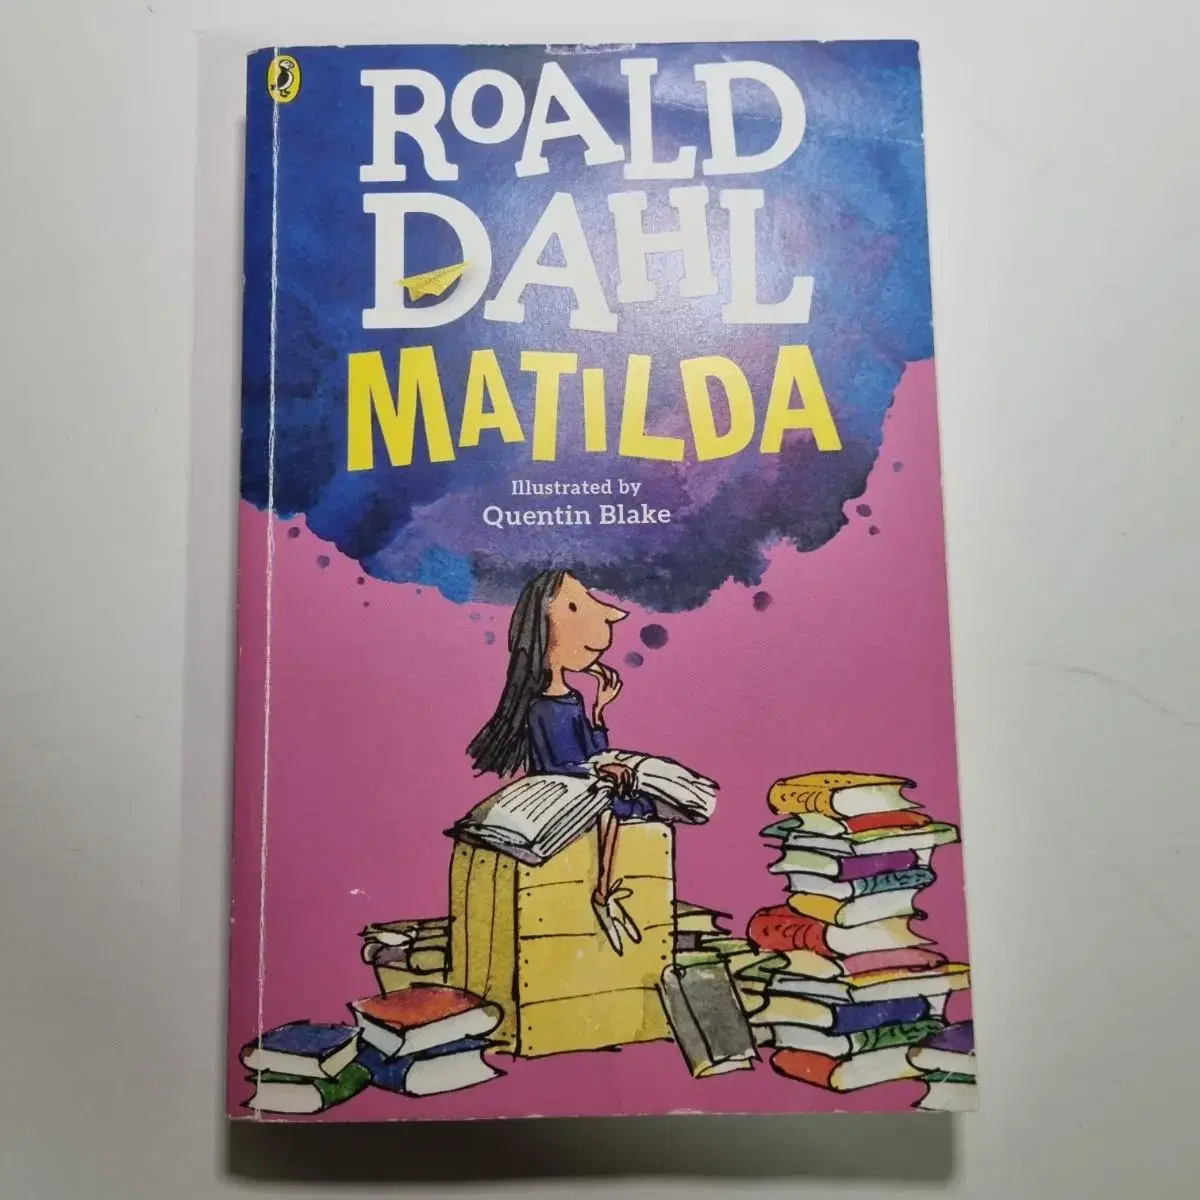 ROALD
DAHL
MATILDA
Illustrated by
Quentin Blake